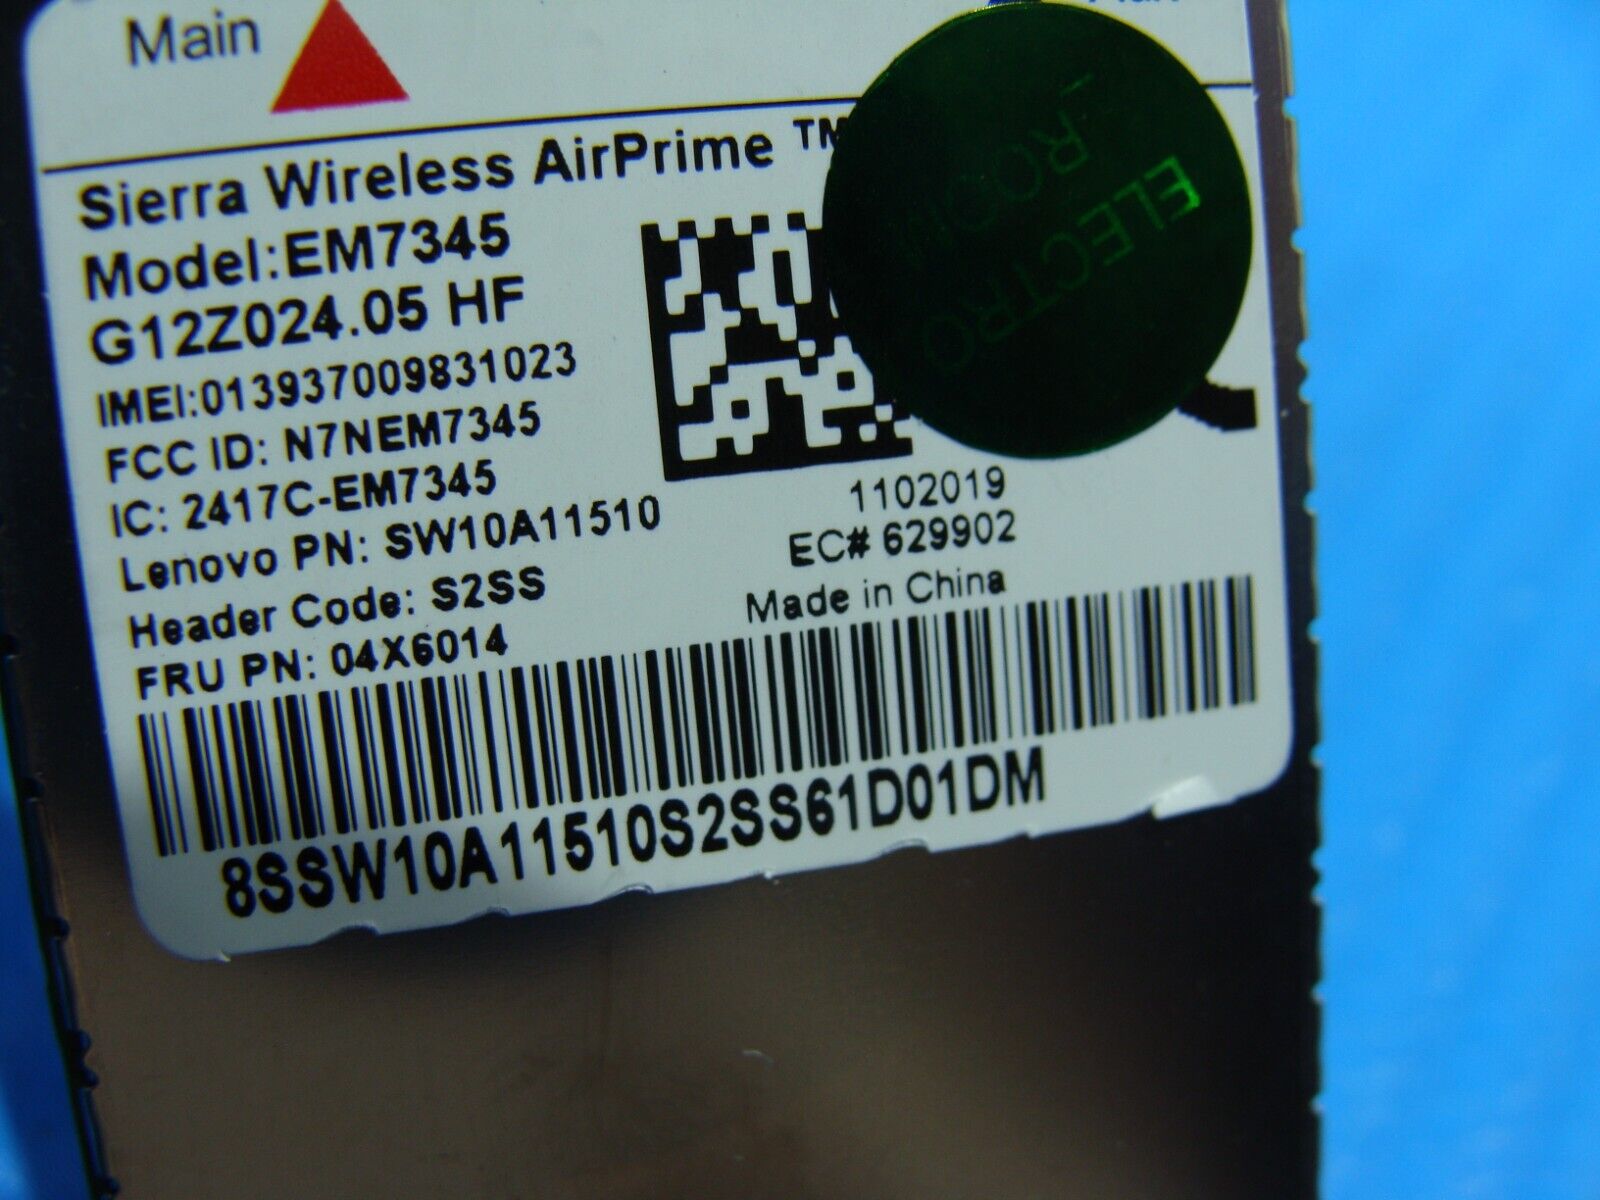 Main
Sierra Wireless AirPrime TM
Model:EM7345
G12Z024.05 HF
IMEI:013937009831023
FCC ID: N7NEM7345
IC: 2417C-EM7345
Lenovo PN: SW10A11510
Header Code: S2SS
FRU PN: 04X6014
1102019
EC# 629902
Made in China
8SSW10A11510S2SS61D01DM
ELECTRO